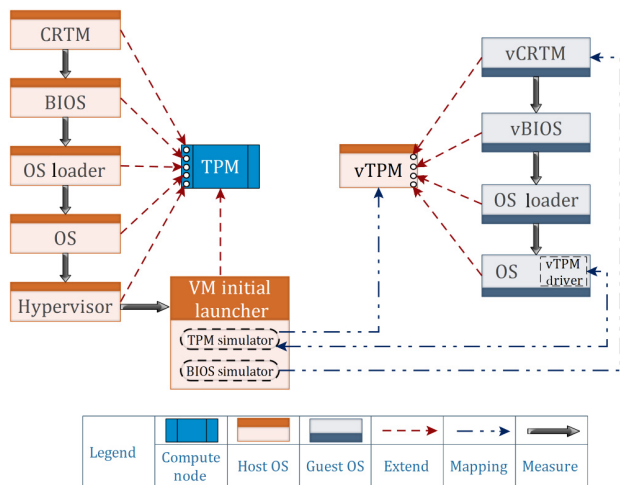 CRTM
BIOS
OS loader
OS
Hypervisor
TPM
VM initial
launcher
TPM simulator
BIOS simulator
vTPM
vCRTM
vBIOS
OS loader
OS
vTPM
driver
Legend
Compute
node
Host OS
Guest OS
Extend
Mapping
Measure